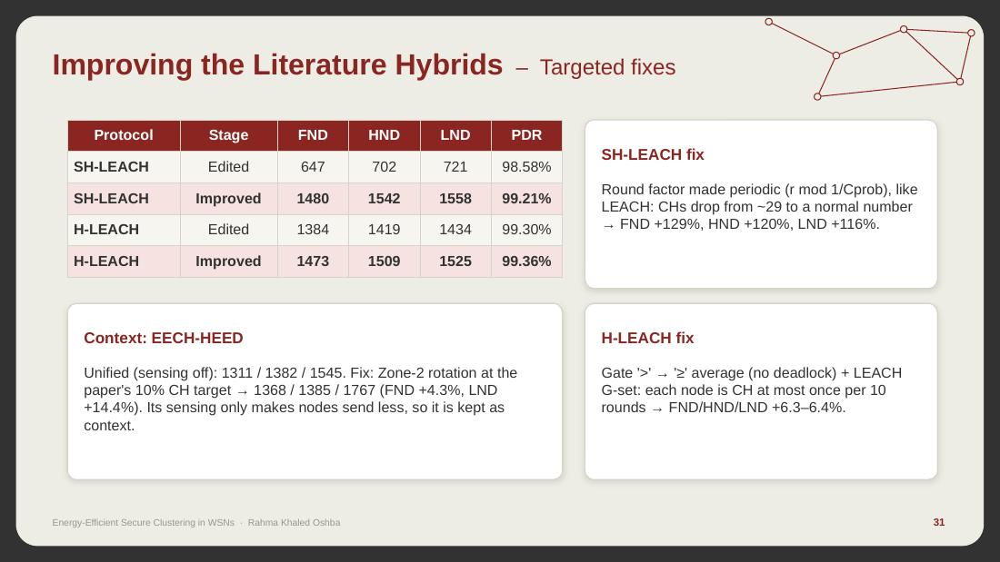 Improving the Literature Hybrids – Targeted fixes
Protocol Stage FND HND LND PDR
SH-LEACH Edited 647 702 721 98.58%
SH-LEACH Improved 1480 1542 1558 99.21%
H-LEACH Edited 1384 1419 1434 99.30%
H-LEACH Improved 1473 1509 1525 99.36%
SH-LEACH fix
Round factor made periodic (r mod 1/Cprob), like
LEACH: CHs drop from ~29 to a normal number
→ FND +129%, HND +120%, LND +116%.
Context: EECH-HEED
Unified (sensing off): 1311 / 1382 / 1545. Fix: Zone-2 rotation at the
paper's 10% CH target → 1368 / 1385 / 1767 (FND +4.3%, LND
+14.4%). Its sensing only makes nodes send less, so it is kept as
context.
H-LEACH fix
Gate '>' → '≥' average (no deadlock) + LEACH
G-set: each node is CH at most once per 10
rounds → FND/HND/LND +6.3–6.4%.
Energy-Efficient Secure Clustering in WSNs · Rahma Khaled Oshba
31